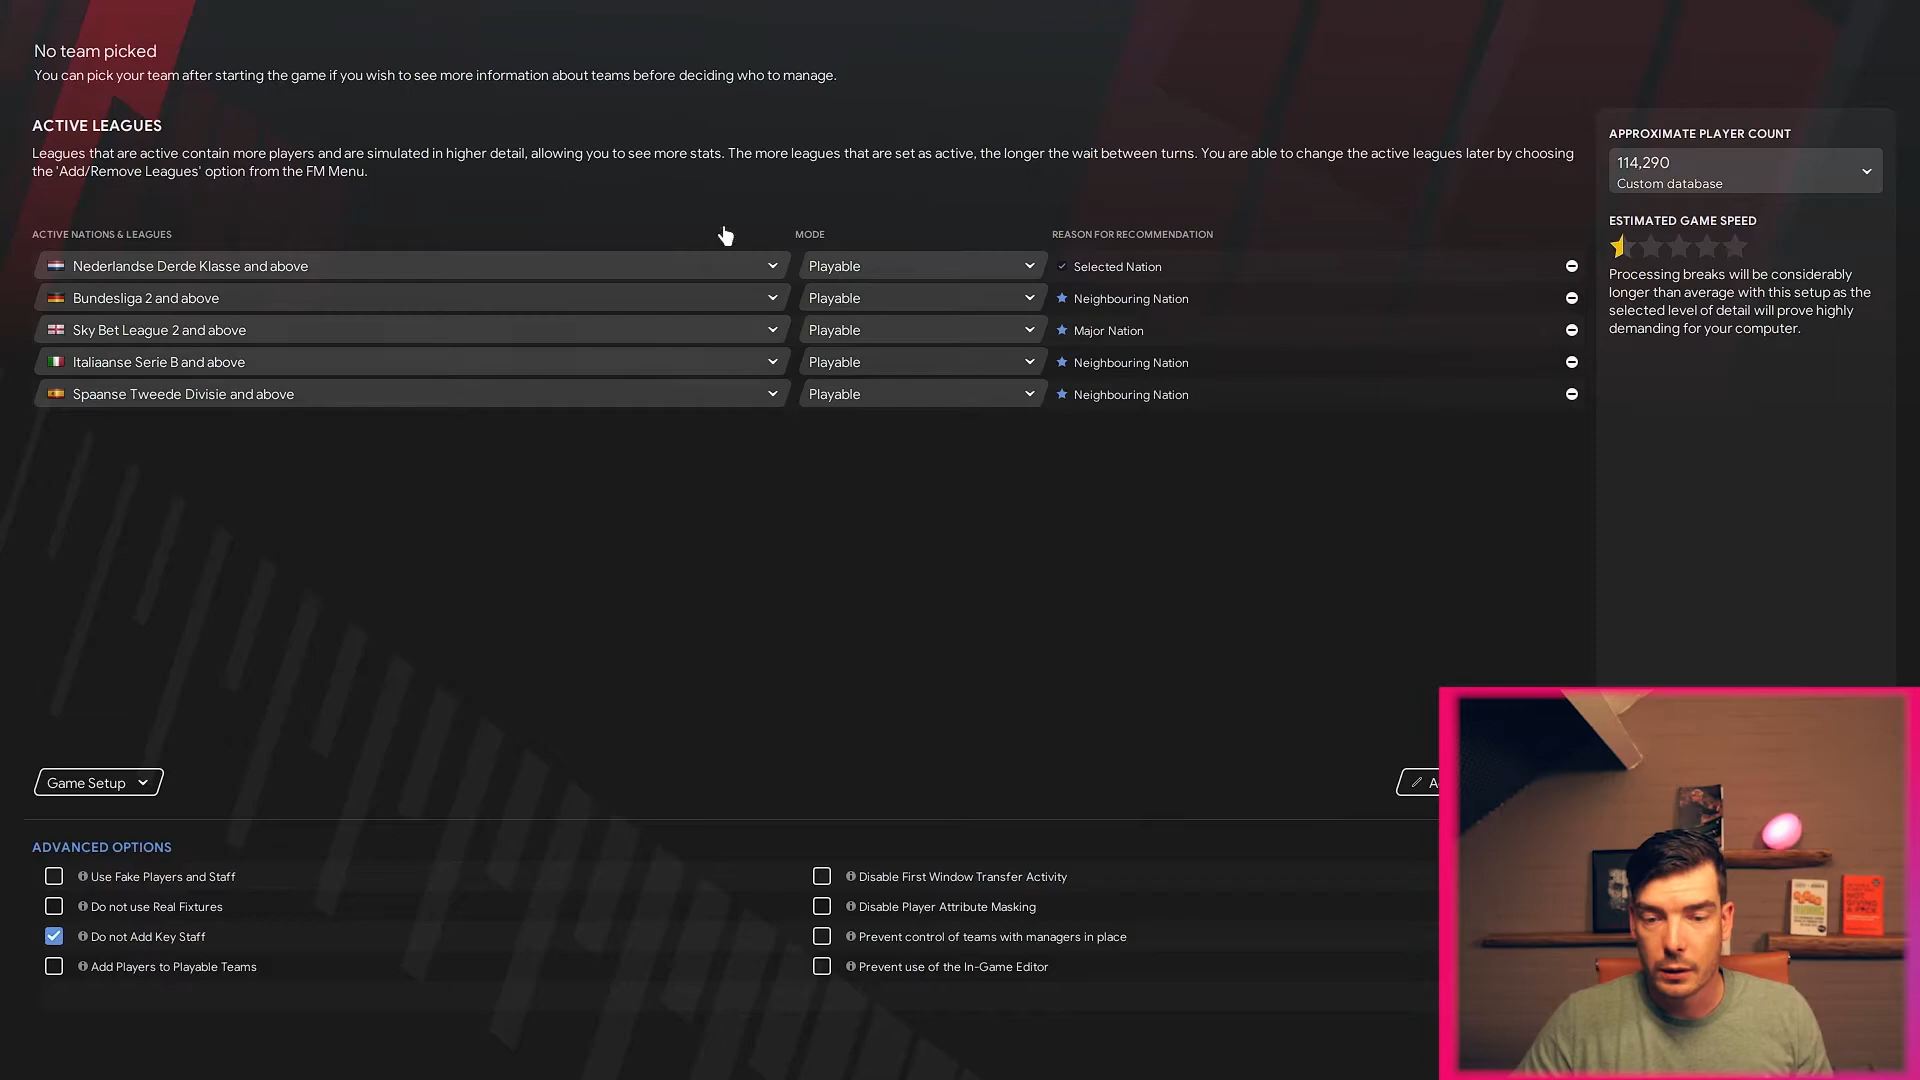 No team picked
You can pick your team after starting the game if you wish to see more information about teams before deciding who to manage.
ACTIVE LEAGUES
Leagues that are active contain more players and are simulated in higher detail, allowing you to see more stats. The more leagues that are set as active, the longer the wait between turns. You are able to change the active leagues later by choosing
the 'Add/Remove Leagues' option from the FM Menu.
ACTIVE NATIONS & LEAGUES MODE REASON FOR RECOMMENDATION
Nederlandse Derde Klasse and above Playable Selected Nation
Bundesliga 2 and above Playable Neighbouring Nation
Sky Bet League 2 and above Playable Major Nation
Italiaanse Serie B and above Playable Neighbouring Nation
Spaanse Tweede Divisie and above Playable Neighbouring Nation
APPROXIMATE PLAYER COUNT
114,290
Custom database
ESTIMATED GAME SPEED
Processing breaks will be considerably
longer than average with this setup as the
selected level of detail will prove highly
demanding for your computer.
Game Setup
ADVANCED OPTIONS
Use Fake Players and Staff
Do not use Real Fixtures
Do not Add Key Staff
Add Players to Playable Teams
Disable First Window Transfer Activity
Disable Player Attribute Masking
Prevent control of teams with managers in place
Prevent use of the In-Game Editor